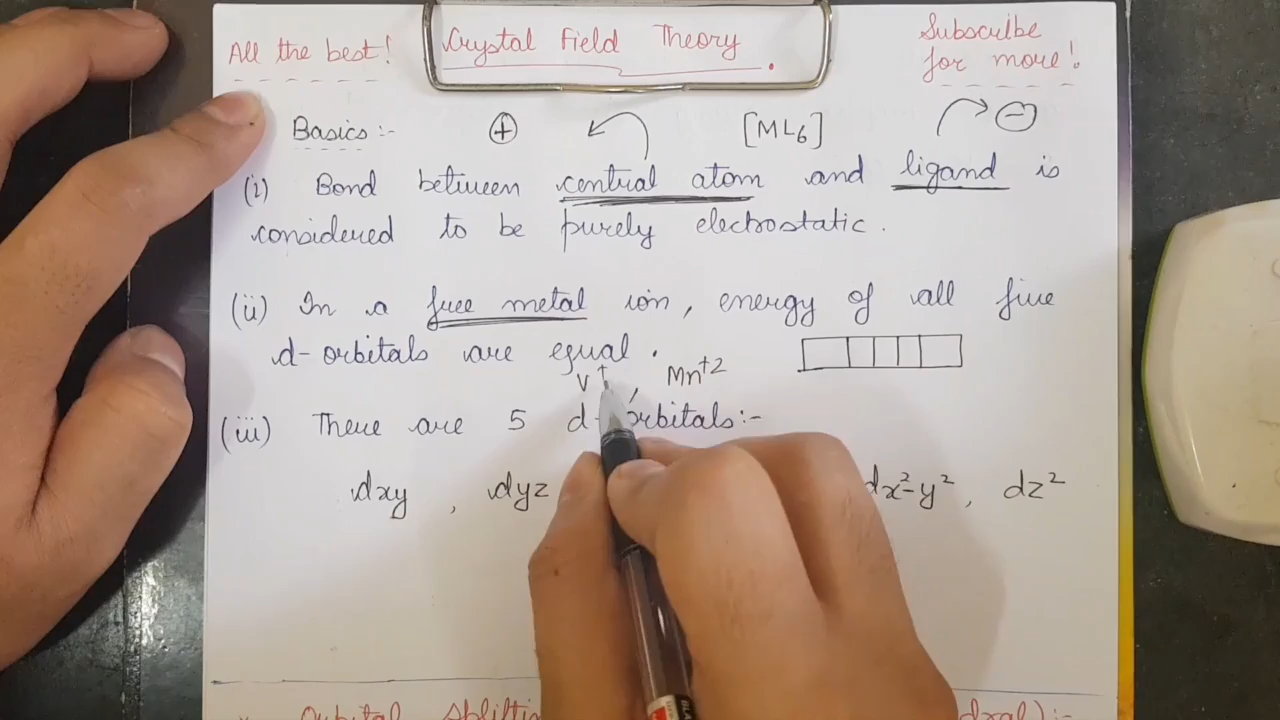 All the best!
Crystal Field Theory
Subscribe
for more!
Basics :-
+
[ML6]
-
(i) Bond between central atom and ligand is
considered to be purely electrostatic.
(ii) In a free metal ion, energy of all five
d-orbitals are equal.
V+ , Mn+2
(iii) There are 5 d-orbitals:-
dxy , dyz dx²-y² , dz²
Orbital